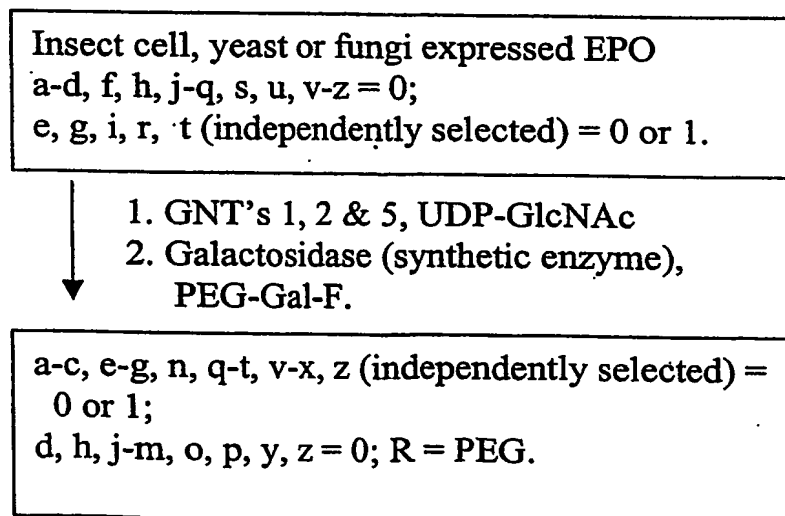 Insect cell, yeast or fungi expressed EPO
a-d, f, h, j-q, s, u, v-z = 0;
e, g, i, r, t (independently selected) = 0 or 1.
1. GNT's 1, 2 & 5, UDP-GlcNAc
2. Galactosidase (synthetic enzyme),
PEG-Gal-F.
a-c, e-g, n, q-t, v-x, z (independently selected) =
0 or 1;
d, h, j-m, o, p, y, z = 0; R = PEG.